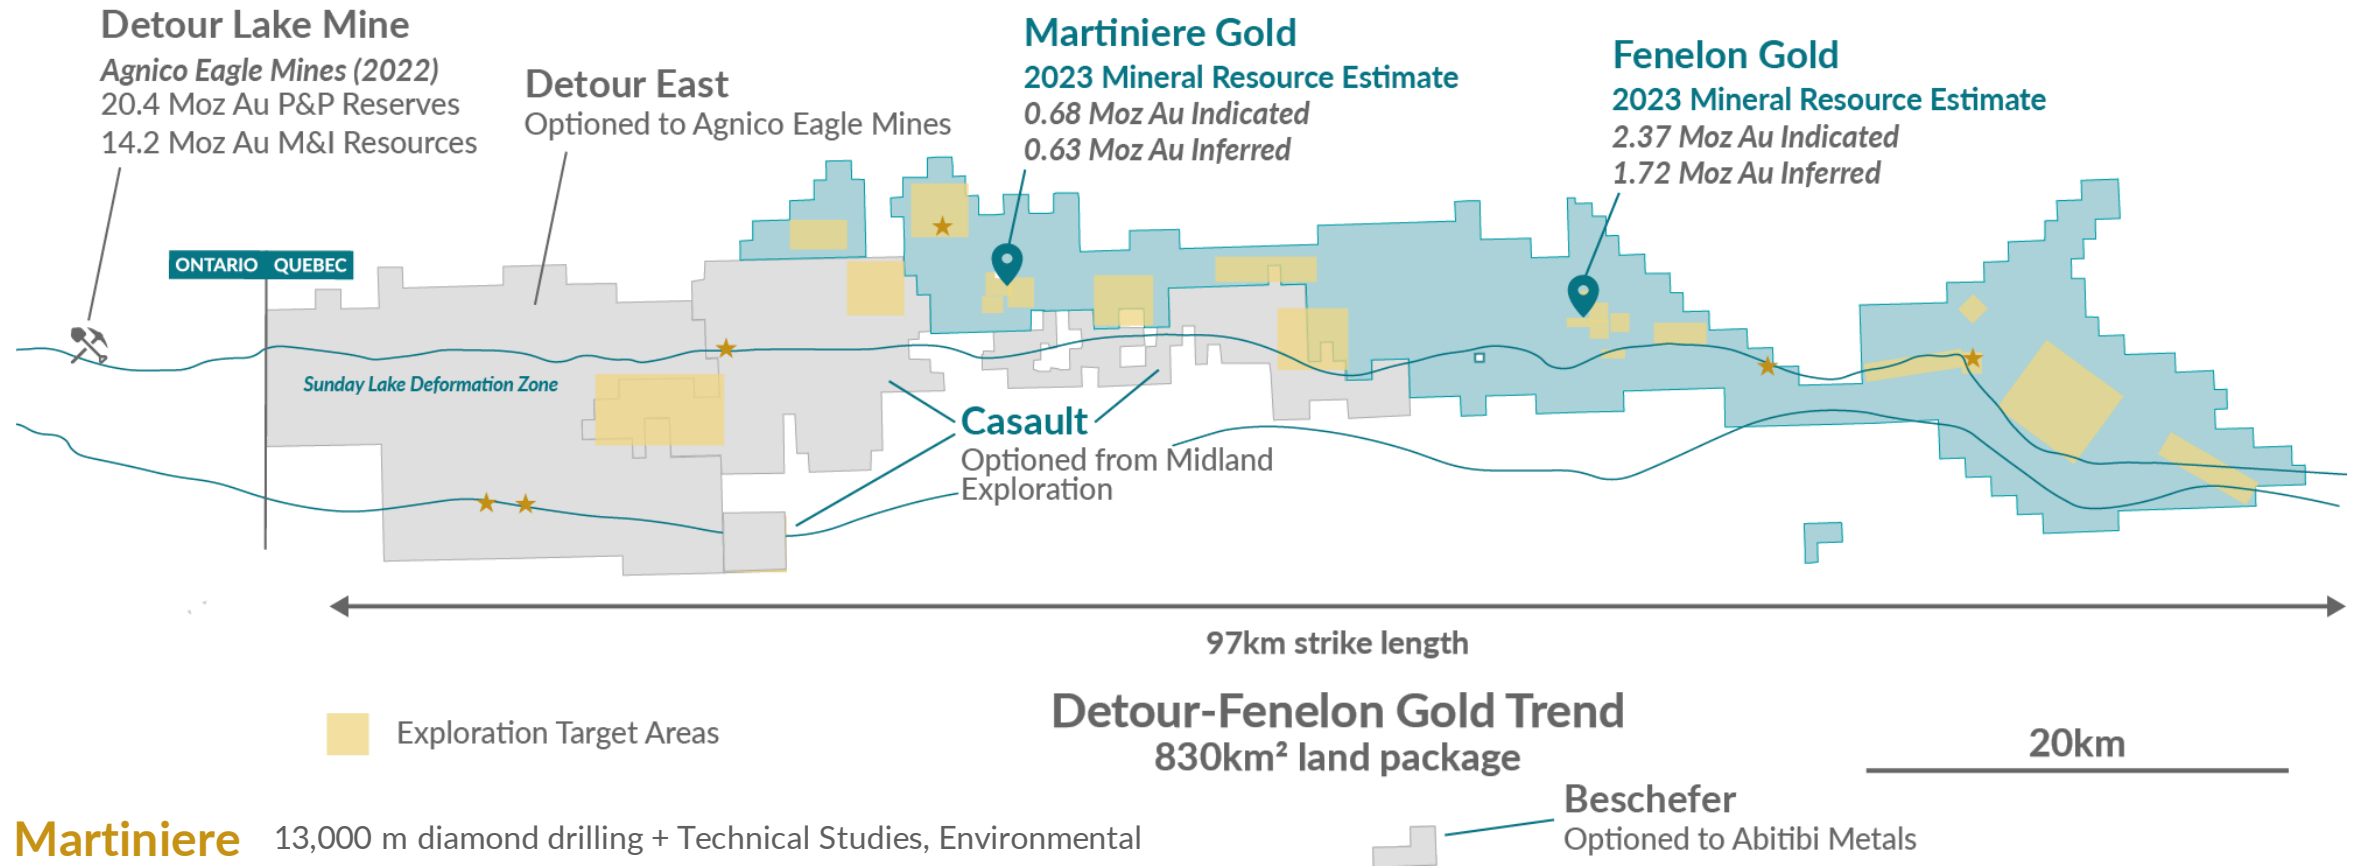 Detour Lake Mine
Agnico Eagle Mines (2022)
20.4 Moz Au P&P Reserves
14.2 Moz Au M&I Resources
Detour East
Optioned to Agnico Eagle Mines
Martiniere Gold
2023 Mineral Resource Estimate
0.68 Moz Au Indicated
0.63 Moz Au Inferred
Fenelon Gold
2023 Mineral Resource Estimate
2.37 Moz Au Indicated
1.72 Moz Au Inferred
ONTARIO QUEBEC
Sunday Lake Deformation Zone
Casault
Optioned from Midland
Exploration
97km strike length
Detour-Fenelon Gold Trend
830km² land package
Exploration Target Areas
20km
Beschefer
Optioned to Abitibi Metals
Martiniere 13,000 m diamond drilling + Technical Studies, Environmental